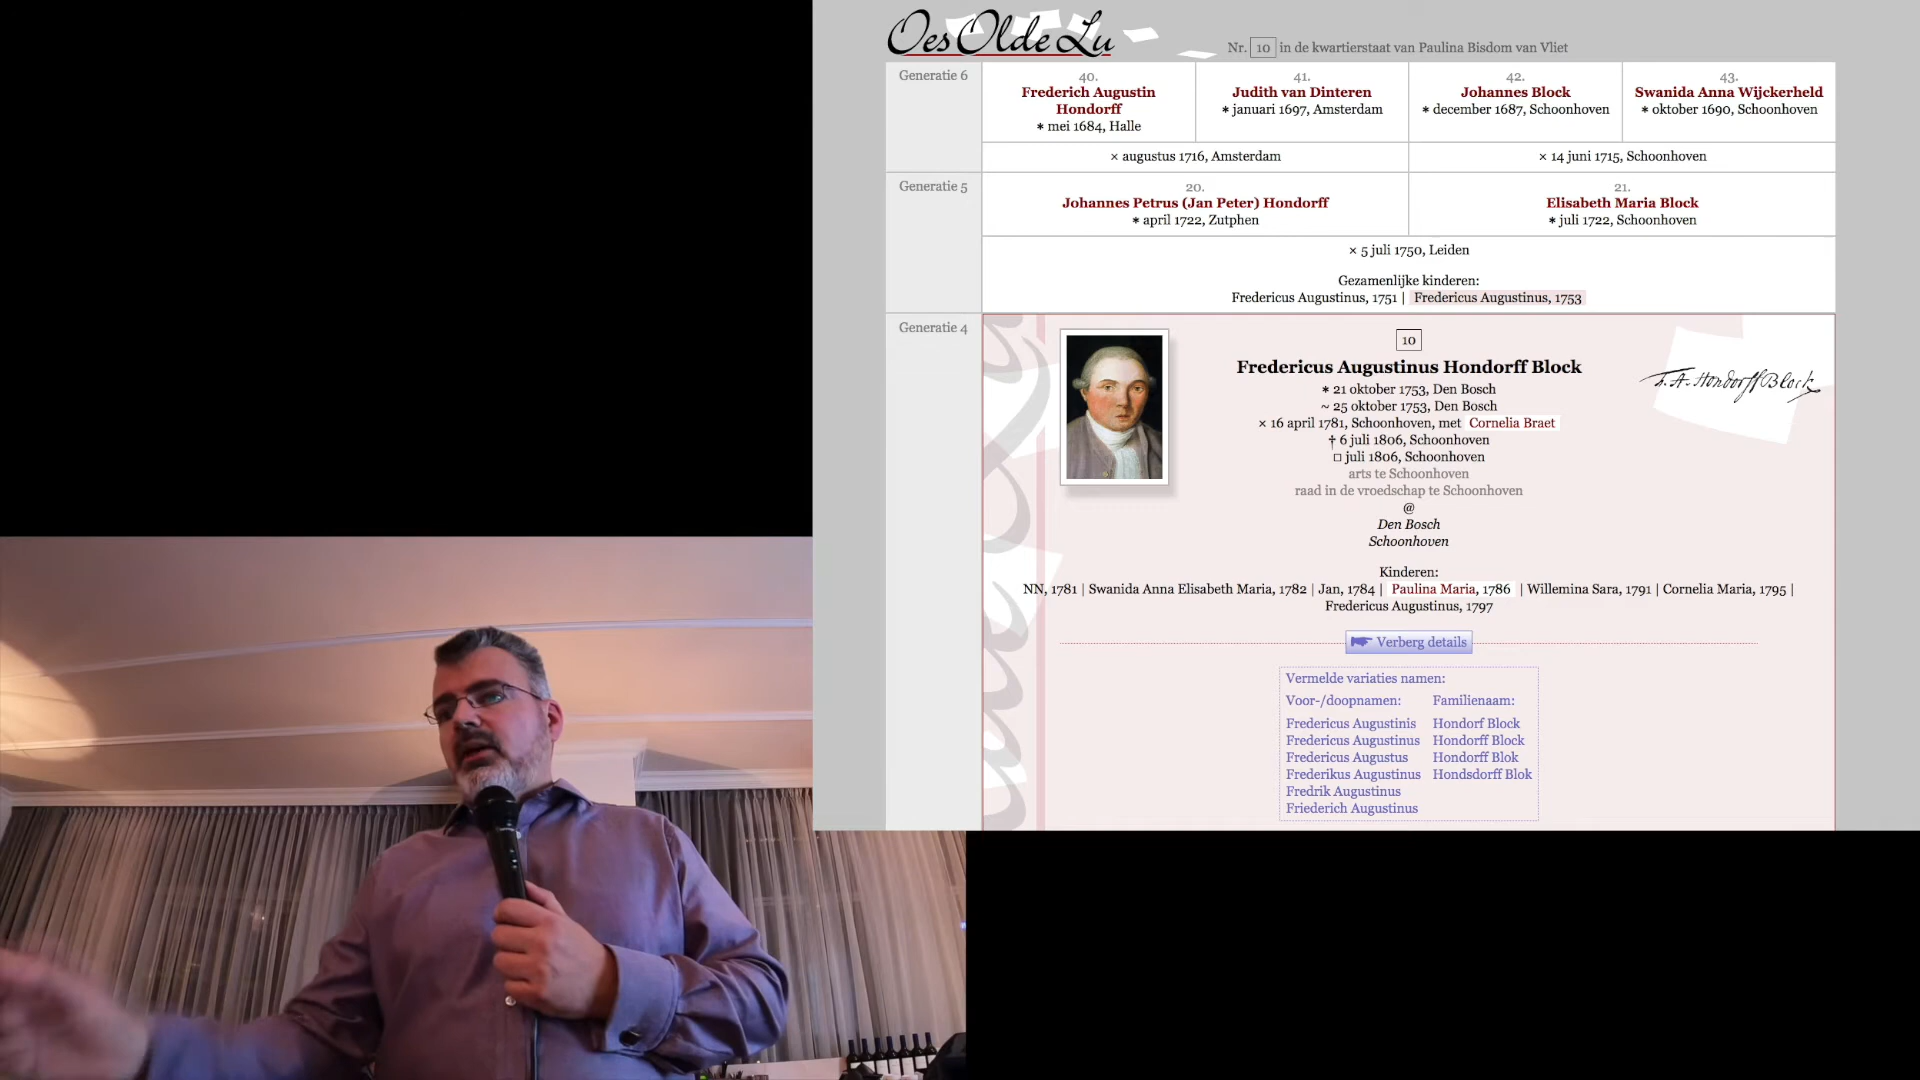 Oes Olde Lu
Nr. 10 in de kwartierstaat van Paulina Bisdom van Vliet
Generatie 6
40.
Frederich Augustin
Hondorff
* mei 1684, Halle
41.
Judith van Dinteren
* januari 1697, Amsterdam
42.
Johannes Block
* december 1687, Schoonhoven
43.
Swanida Anna Wijckerheld
* oktober 1690, Schoonhoven
× augustus 1716, Amsterdam
× 14 juni 1715, Schoonhoven
Generatie 5
20.
Johannes Petrus (Jan Peter) Hondorff
* april 1722, Zutphen
21.
Elisabeth Maria Block
* juli 1722, Schoonhoven
× 5 juli 1750, Leiden
Gezamenlijke kinderen:
Fredericus Augustinus, 1751 | Fredericus Augustinus, 1753
Generatie 4
10
Fredericus Augustinus Hondorff Block
* 21 oktober 1753, Den Bosch
~ 25 oktober 1753, Den Bosch
× 16 april 1781, Schoonhoven, met Cornelia Braet
† 6 juli 1806, Schoonhoven
□ juli 1806, Schoonhoven
arts te Schoonhoven
raad in de vroedschap te Schoonhoven
@
Den Bosch
Schoonhoven
F. A. Hondorff Block
Kinderen:
NN, 1781 | Swanida Anna Elisabeth Maria, 1782 | Jan, 1784 | Paulina Maria, 1786 | Willemina Sara, 1791 | Cornelia Maria, 1795 |
Fredericus Augustinus, 1797
Verberg details
Vermelde variaties namen:
Voor-/doopnamen: Familienaam:
Fredericus Augustinis Hondorf Block
Fredericus Augustinus Hondorff Block
Fredericus Augustus Hondorff Blok
Frederikus Augustinus Hondsdorff Blok
Fredrik Augustinus
Friederich Augustinus